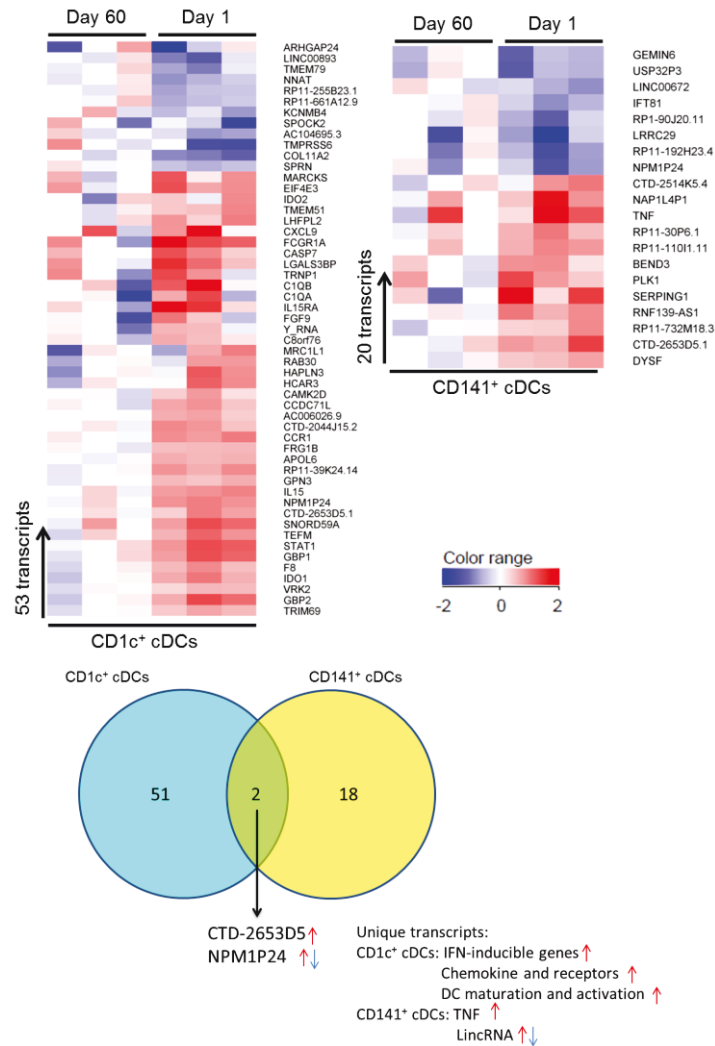 Day 60 Day 1
ARHGAP24
LINC00893
TMEM79
NNAT
RP11-255B23.1
RP11-661A12.9
KCNMB4
SPOCK2
AC104695.3
TMPRSS6
COL11A2
SPRN
MARCKS
EIF4E3
IDO2
TMEM51
LHFPL2
CXCL9
FCGR1A
CASP7
LGALS3BP
TRNP1
C1QB
C1QA
IL15RA
FGF9
Y_RNA
C8orf76
MRC1L1
RAB30
HAPLN3
HCAR3
CAMK2D
CCDC71L
AC006026.9
CTD-2044J15.2
CCR1
FRG1B
APOL6
RP11-39K24.14
GPN3
IL15
NPM1P24
CTD-2653D5.1
SNORD59A
TEFM
STAT1
GBP1
F8
IDO1
VRK2
GBP2
TRIM69
53 transcripts
CD1c⁺ cDCs
Day 60 Day 1
GEMIN6
USP32P3
LINC00672
IFT81
RP1-90J20.11
LRRC29
RP11-192H23.4
NPM1P24
CTD-2514K5.4
NAP1L4P1
TNF
RP11-30P6.1
RP11-110I1.11
BEND3
PLK1
SERPING1
RNF139-AS1
RP11-732M18.3
CTD-2653D5.1
DYSF
20 transcripts
CD141⁺ cDCs
Color range
-2 0 2
CD1c⁺ cDCs CD141⁺ cDCs
51 2 18
CTD-2653D5↑
NPM1P24 ↑↓
Unique transcripts:
CD1c⁺ cDCs: IFN-inducible genes ↑
Chemokine and receptors ↑
DC maturation and activation ↑
CD141⁺ cDCs: TNF ↑
LincRNA ↑↓